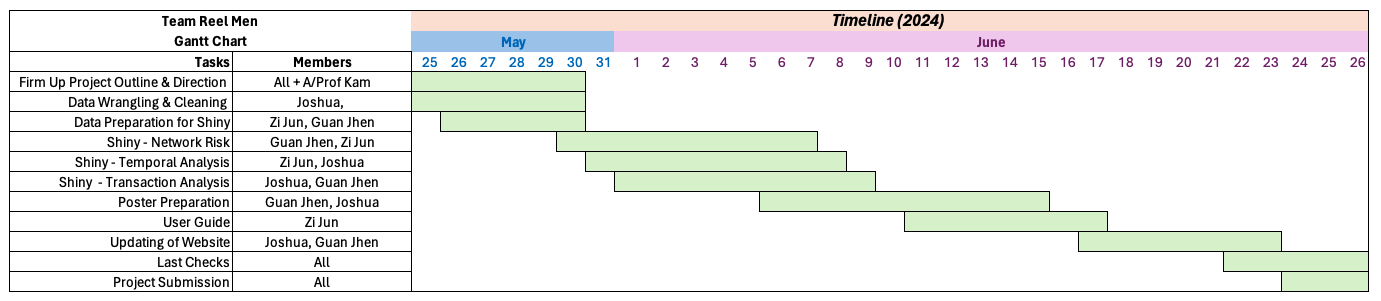 Team Reel Men Timeline (2024)
Gantt Chart May June
Tasks Members 25 26 27 28 29 30 31 1 2 3 4 5 6 7 8 9 10 11 12 13 14 15 16 17 18 19 20 21 22 23 24 25 26
Firm Up Project Outline & Direction All + A/Prof Kam
Data Wrangling & Cleaning Joshua,
Data Preparation for Shiny Zi Jun, Guan Jhen
Shiny - Network Risk Guan Jhen, Zi Jun
Shiny - Temporal Analysis Zi Jun, Joshua
Shiny - Transaction Analysis Joshua, Guan Jhen
Poster Preparation Guan Jhen, Joshua
User Guide Zi Jun
Updating of Website Joshua, Guan Jhen
Last Checks All
Project Submission All